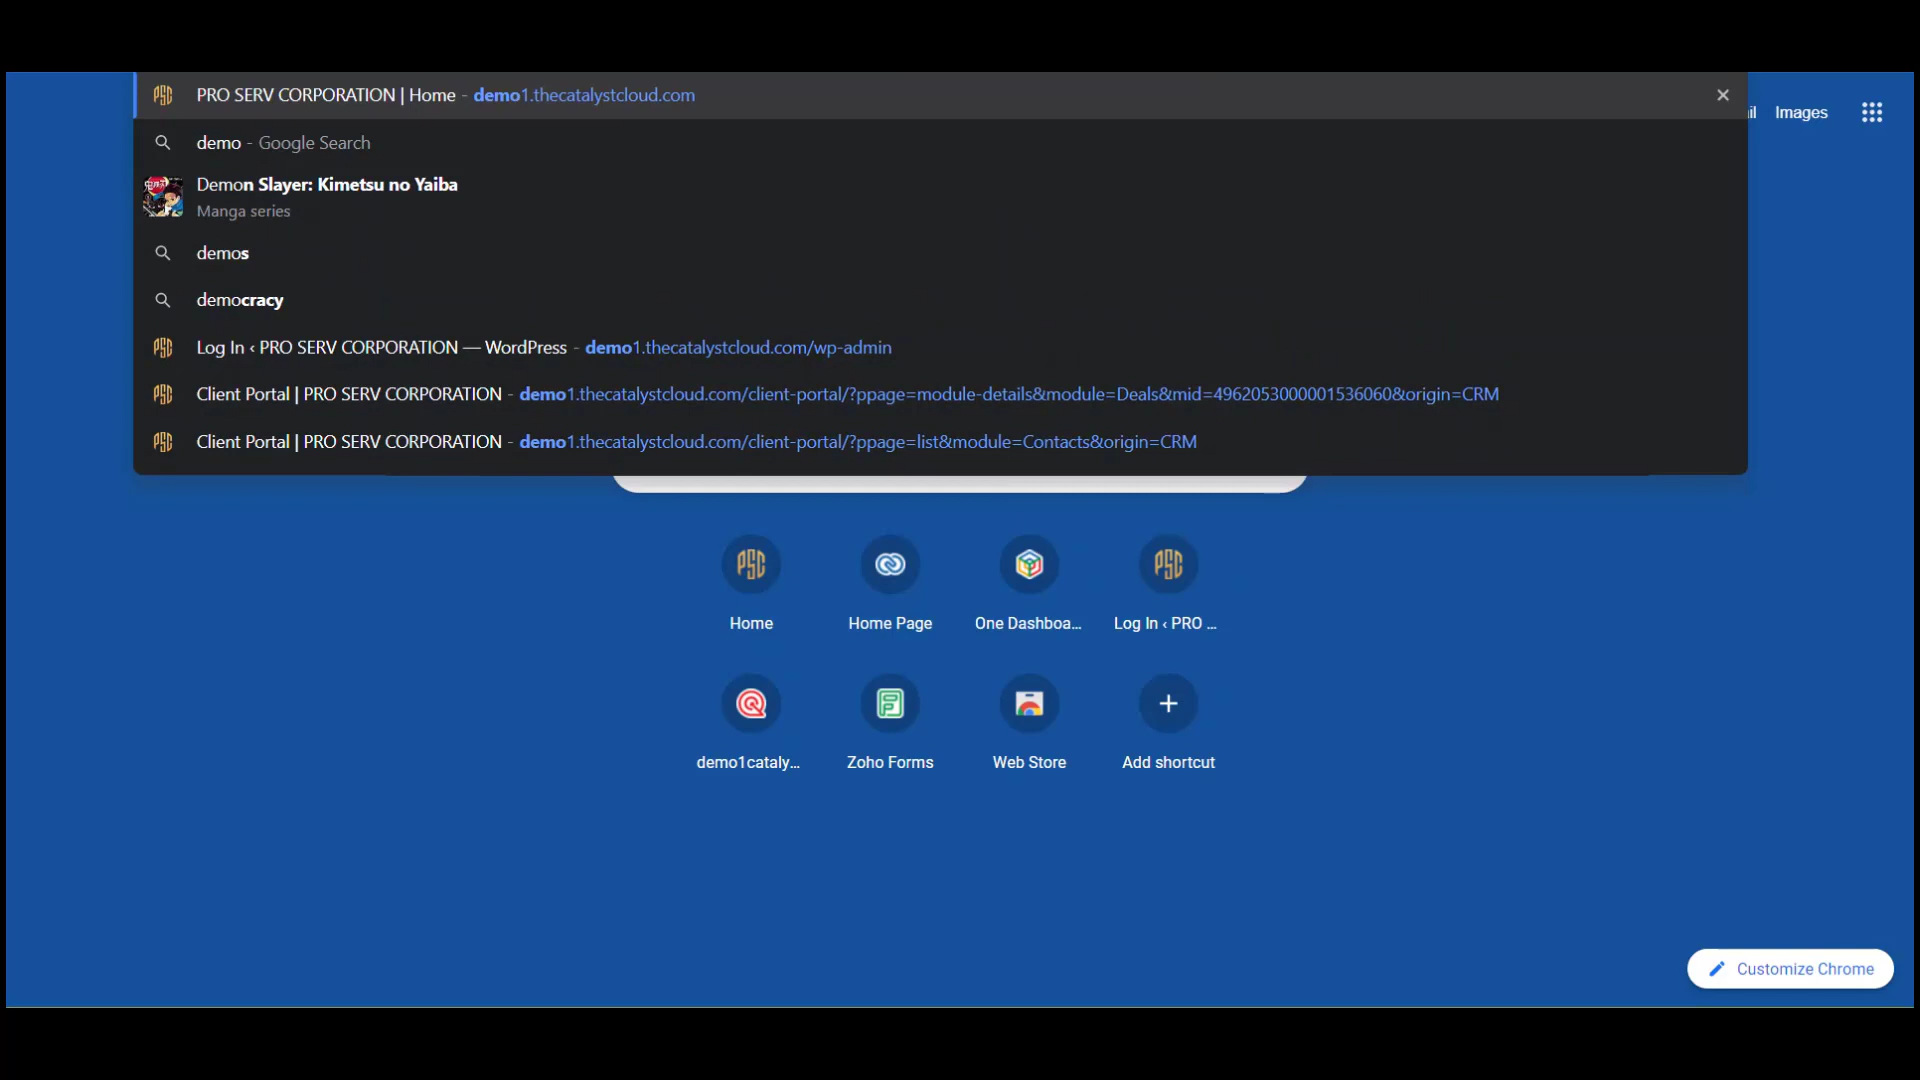 PRO SERV CORPORATION | Home - demo1.thecatalystcloud.com
il Images
demo - Google Search
Demon Slayer: Kimetsu no Yaiba
Manga series
demos
democracy
Log In ‹ PRO SERV CORPORATION — WordPress - demo1.thecatalystcloud.com/wp-admin
Client Portal | PRO SERV CORPORATION - demo1.thecatalystcloud.com/client-portal/?ppage=module-details&module=Deals&mid=4962053000001536060&origin=CRM
Client Portal | PRO SERV CORPORATION - demo1.thecatalystcloud.com/client-portal/?ppage=list&module=Contacts&origin=CRM
Home
Home Page
One Dashboa...
Log In ‹ PRO ...
demo1cataly...
Zoho Forms
Web Store
Add shortcut
Customize Chrome